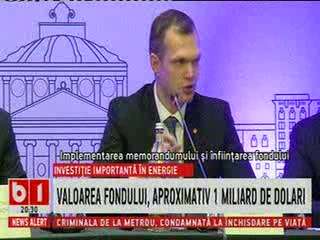 Implementarea memorandumului și înființarea fondului
INVESTIȚIE IMPORTANTĂ ÎN ENERGIE
b1
VALOAREA FONDULUI, APROXIMATIV 1 MILIARD DE DOLARI
20:30
NEWS ALERT
CRIMINALA DE LA METROU, CONDAMNATĂ LA ÎNCHISOARE PE VIAȚĂ